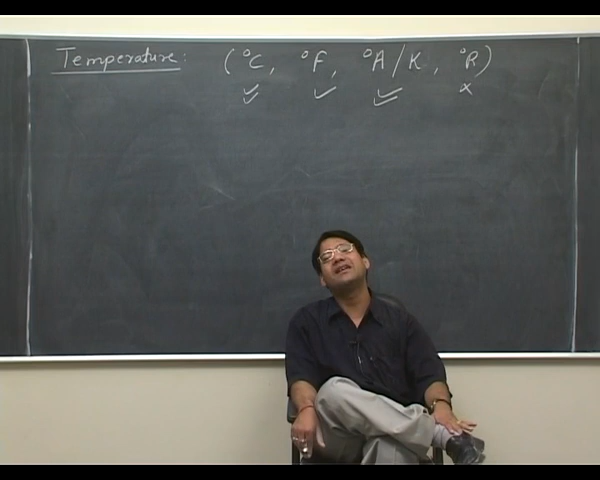 Temperature: (°C, °F, °A/K, °R)
✓✓ ✓ ✓✓ x